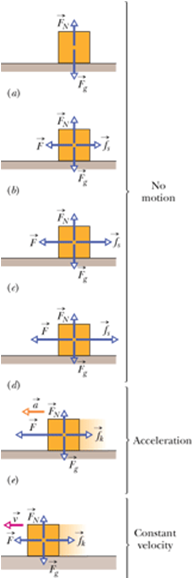 F_N
F_g
(a)
F_N
F f_s
F_g
(b)
No
motion
F_N
F f_s
F_g
(c)
F_N
F f_s
F_g
(d)
a F_N
F f_k
F_g
Acceleration
(e)
v F_N
F f_k
F_g
Constant
velocity